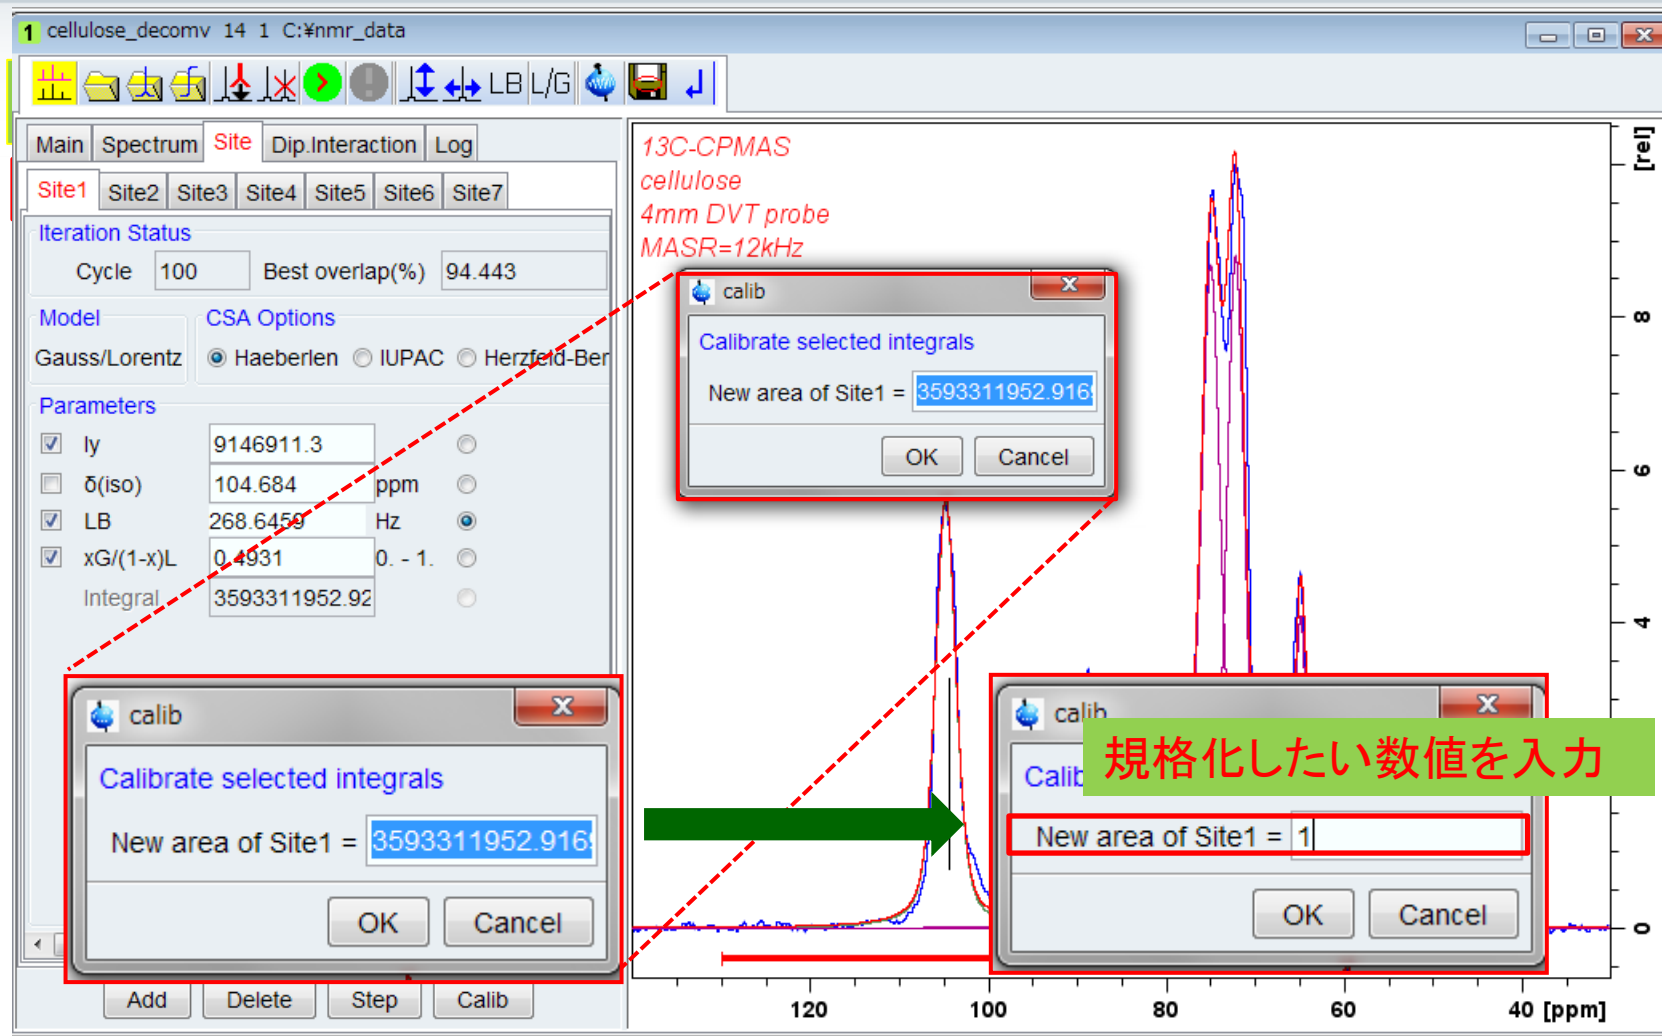 1 cellulose_decomv 14 1 C:¥nmr_data
LB L/G
Main Spectrum Site Dip.Interaction Log
Site1 Site2 Site3 Site4 Site5 Site6 Site7
Iteration Status
Cycle 100 Best overlap(%) 94.443
Model CSA Options
Gauss/Lorentz Haeberlen IUPAC Herzfeld-Ber
Parameters
Iy 9146911.3
δ(iso) 104.684 ppm
LB 268.6459 Hz
xG/(1-x)L 0.4931 0. - 1.
Integral 3593311952.92
calib
Calibrate selected integrals
New area of Site1 = 3593311952.916
OK Cancel
Add Delete Step Calib
13C-CPMAS
cellulose
4mm DVT probe
MASR=12kHz
calib
Calibrate selected integrals
New area of Site1 = 3593311952.916
OK Cancel
calib
規格化したい数値を入力
Calib
New area of Site1 = 1
OK Cancel
[rel]
8
6
4
0
120 100 80 60 40 [ppm]